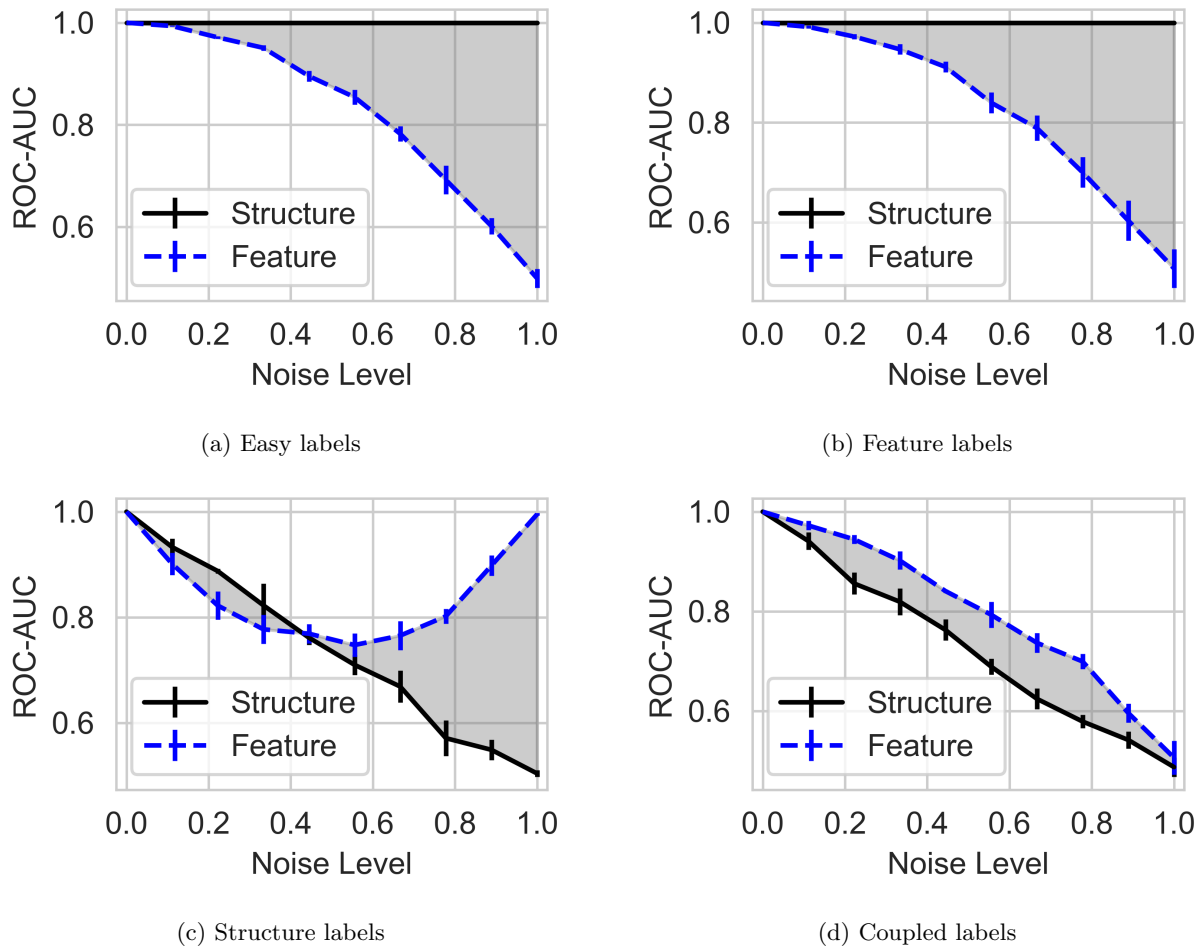 1.0
0.8
0.6
ROC-AUC
Structure
Feature
0.0 0.2 0.4 0.6 0.8 1.0
Noise Level
(a) Easy labels
1.0
0.8
0.6
ROC-AUC
Structure
Feature
0.0 0.2 0.4 0.6 0.8 1.0
Noise Level
(b) Feature labels
1.0
0.8
0.6
ROC-AUC
Structure
Feature
0.0 0.2 0.4 0.6 0.8 1.0
Noise Level
(c) Structure labels
1.0
0.8
0.6
ROC-AUC
Structure
Feature
0.0 0.2 0.4 0.6 0.8 1.0
Noise Level
(d) Coupled labels